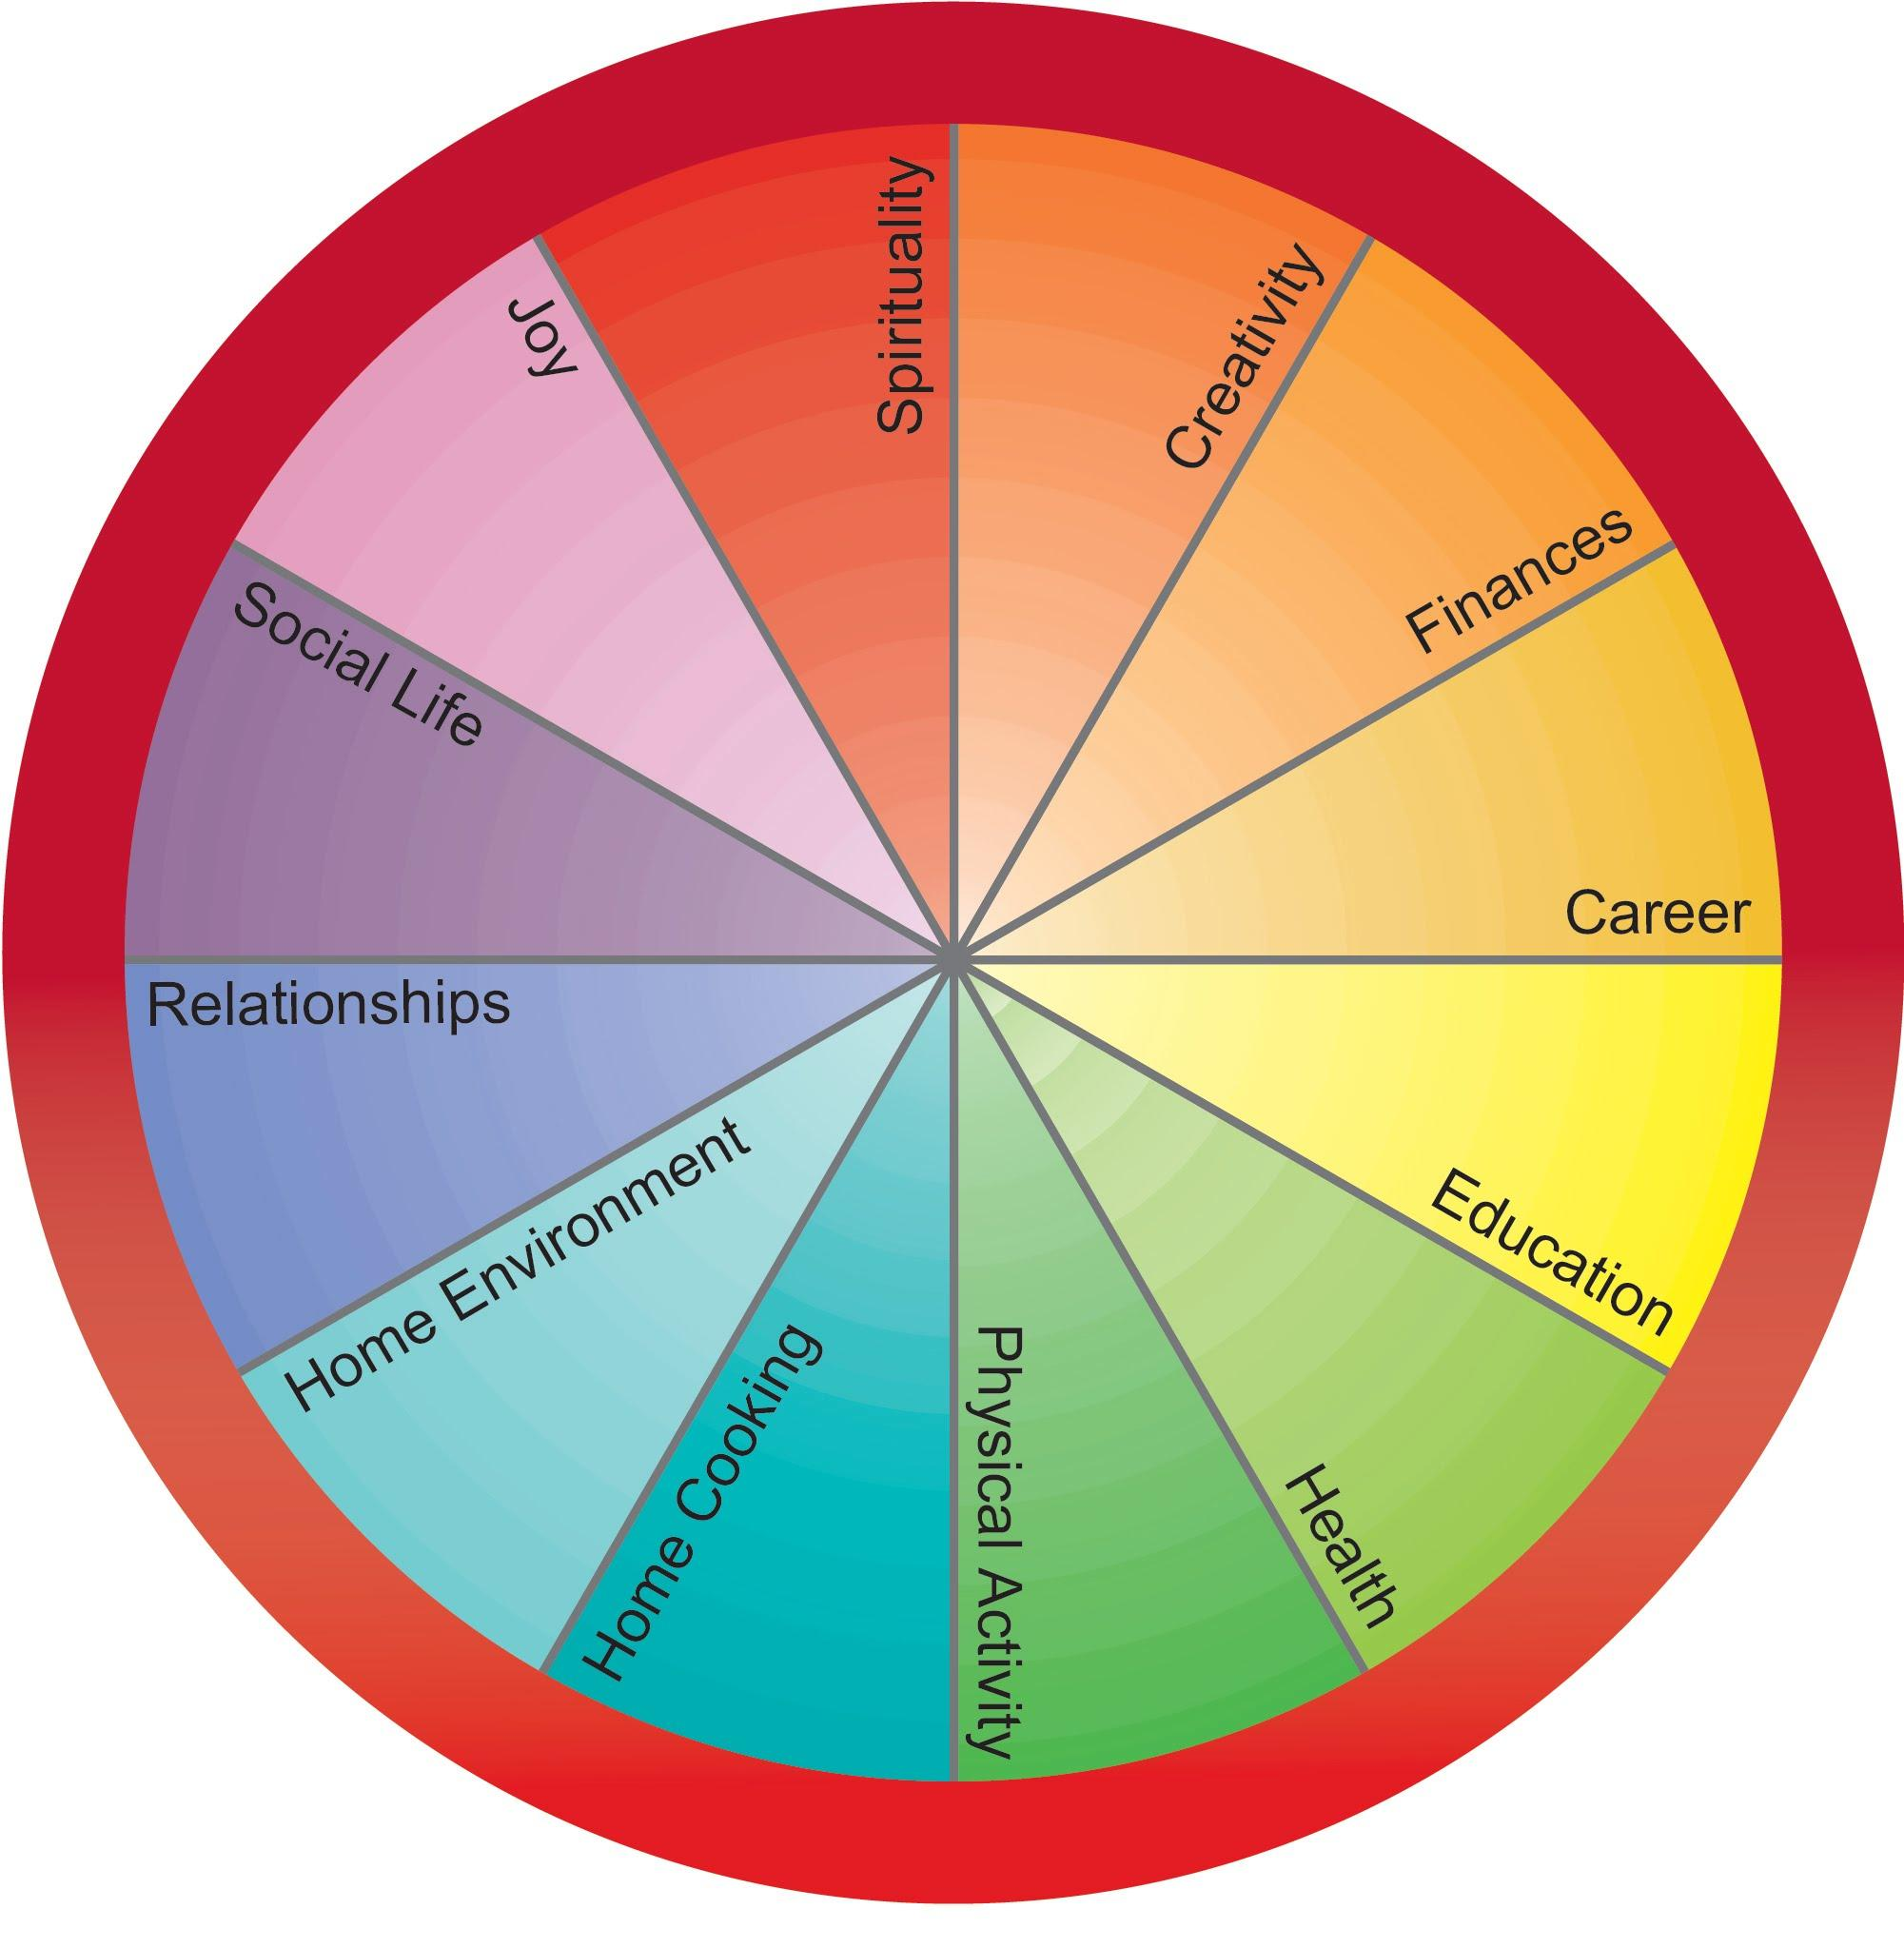 Spirituality
Creativity
Finances
Career
Education
Health
Physical Activity
Home Cooking
Home Environment
Relationships
Social Life
Joy